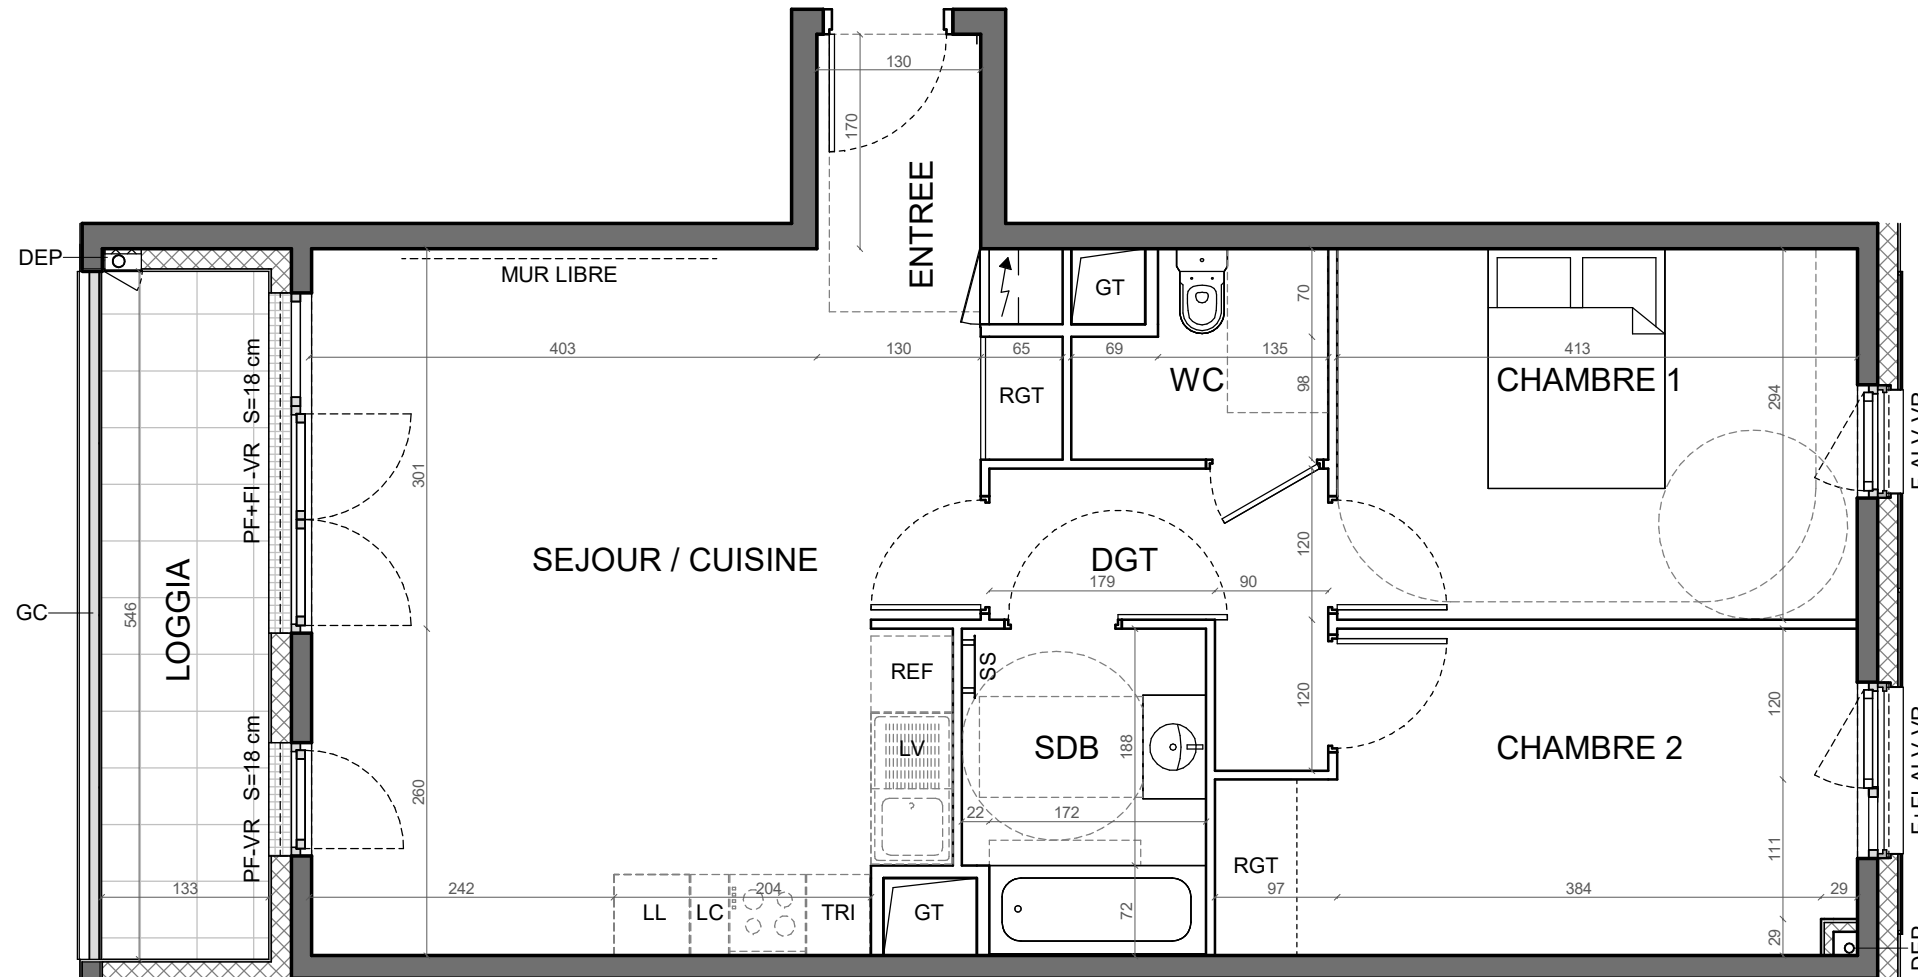 130
170
ENTREE
DEP
MUR LIBRE
GT
70
403
130
65
69
135
413
WC
CHAMBRE 1
98
294
RGT
PF+FI -VR S=18 cm
301
SEJOUR / CUISINE
DGT
120
179
90
546
LOGGIA
GC
REF
SS
120
120
LV
SDB
188
CHAMBRE 2
PF-VR S=18 cm
260
22
172
111
RGT
133
242
204
97
384
29
LL
LC
TRI
GT
72
29
DEP